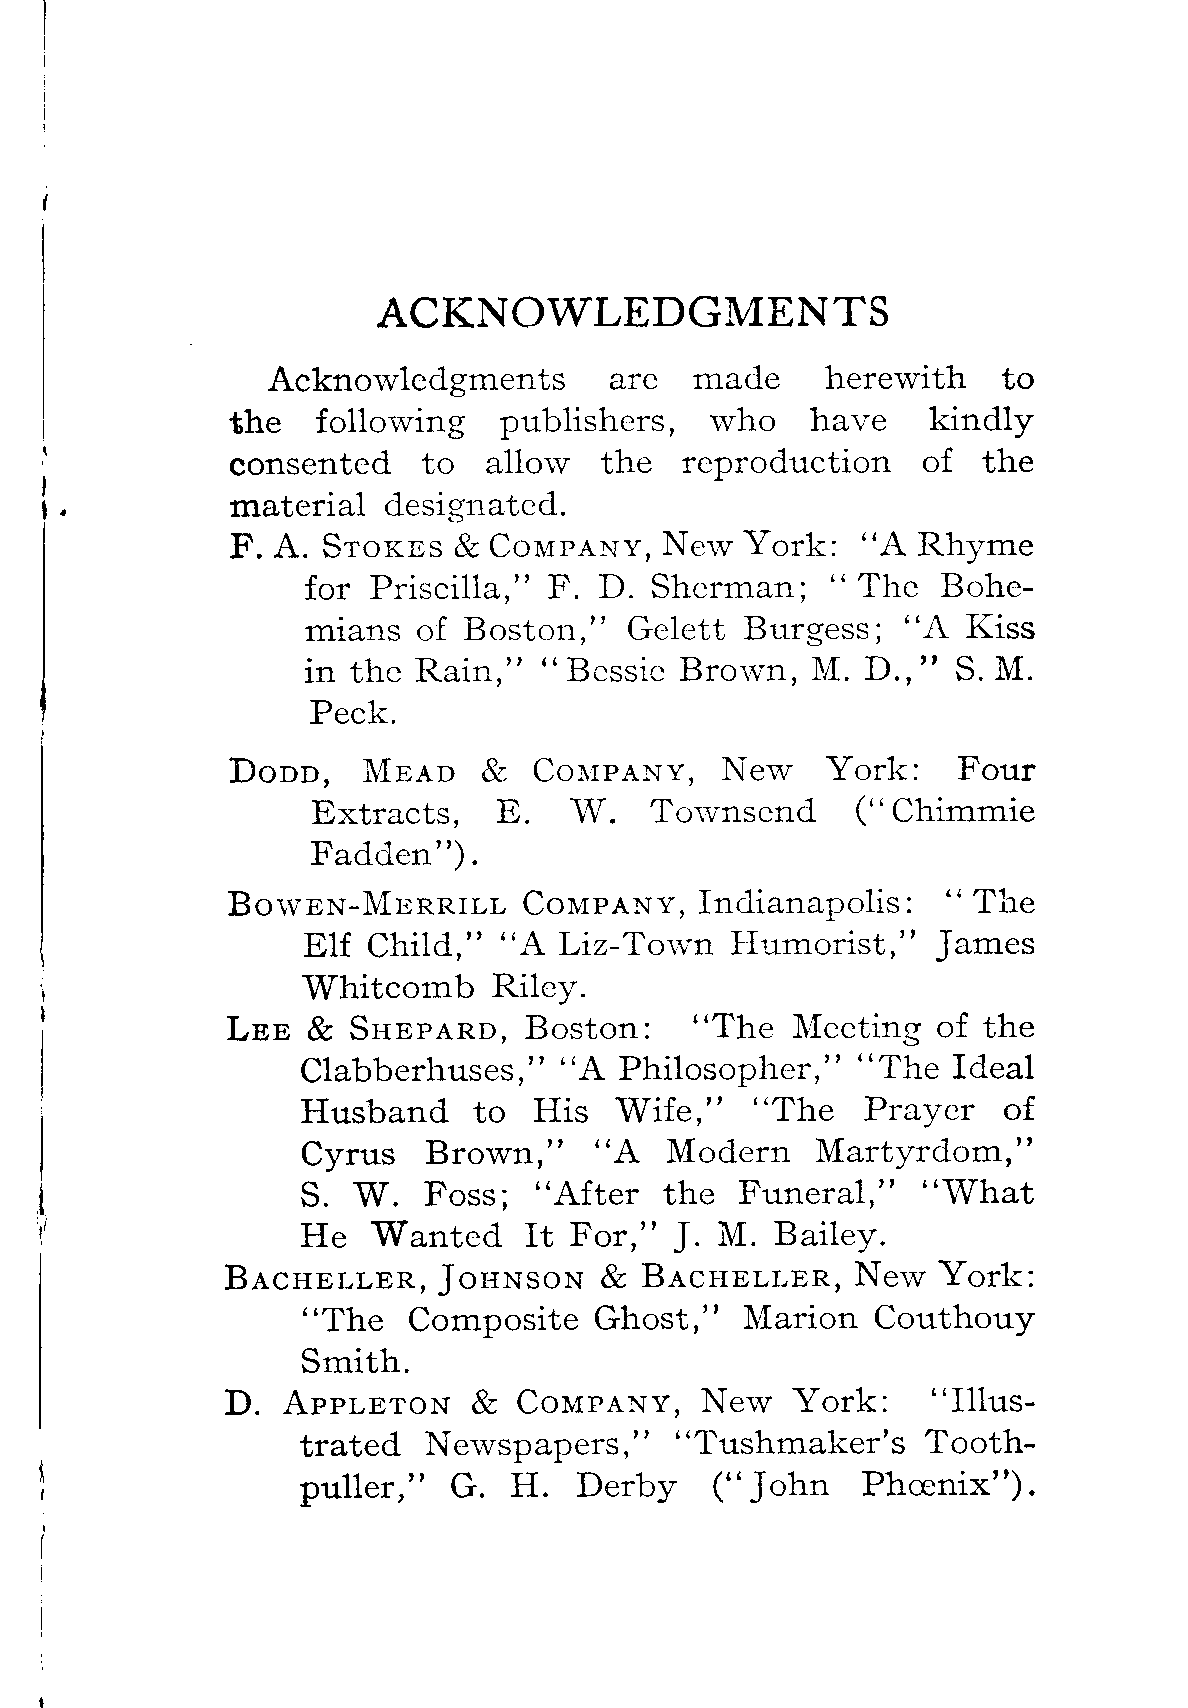 ACKNOWLEDGMENTS
Acknowledgments are made herewith to
the following publishers, who have kindly
consented to allow the reproduction of the
material designated.
F. A. STOKES & COMPANY, New York: "A Rhyme
for Priscilla," F. D. Sherman; "The Bohe-
mians of Boston," Gelett Burgess; "A Kiss
in the Rain," "Bessie Brown, M. D.," S. M.
Peck.
DODD, MEAD & COMPANY, New York: Four
Extracts, E. W. Townsend ("Chimmie
Fadden").
BOWEN-MERRILL COMPANY, Indianapolis: "The
Elf Child," "A Liz-Town Humorist," James
Whitcomb Riley.
LEE & SHEPARD, Boston: "The Meeting of the
Clabberhuses," "A Philosopher," "The Ideal
Husband to His Wife," "The Prayer of
Cyrus Brown," "A Modern Martyrdom,"
S. W. Foss; "After the Funeral," "What
He Wanted It For," J. M. Bailey.
BACHELLER, JOHNSON & BACHELLER, New York:
"The Composite Ghost," Marion Couthouy
Smith.
D. APPLETON & COMPANY, New York: "Illus-
trated Newspapers," "Tushmaker's Tooth-
puller," G. H. Derby ("John Phœnix").